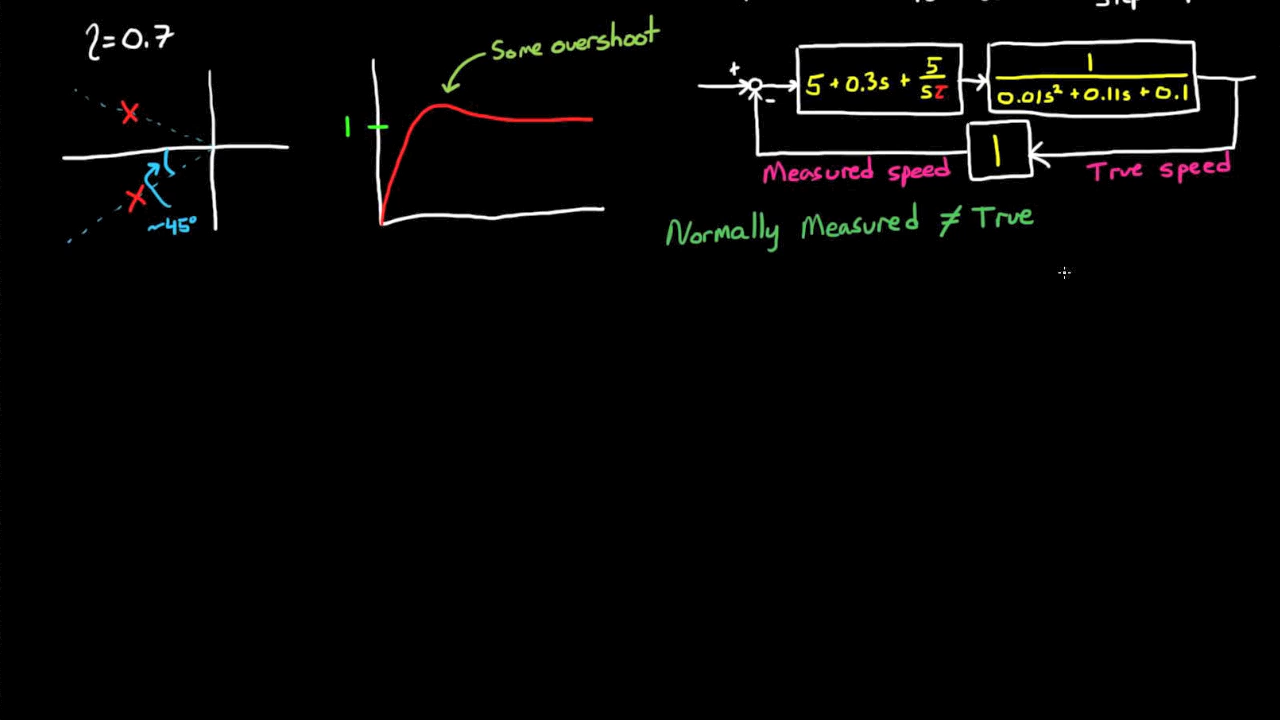 ζ=0.7
Some overshoot
1
~45°
+
-
5 + 0.3s + 5/sτ
1/0.01s² + 0.11s + 0.1
1
Measured speed
True speed
Normally Measured ≠ True